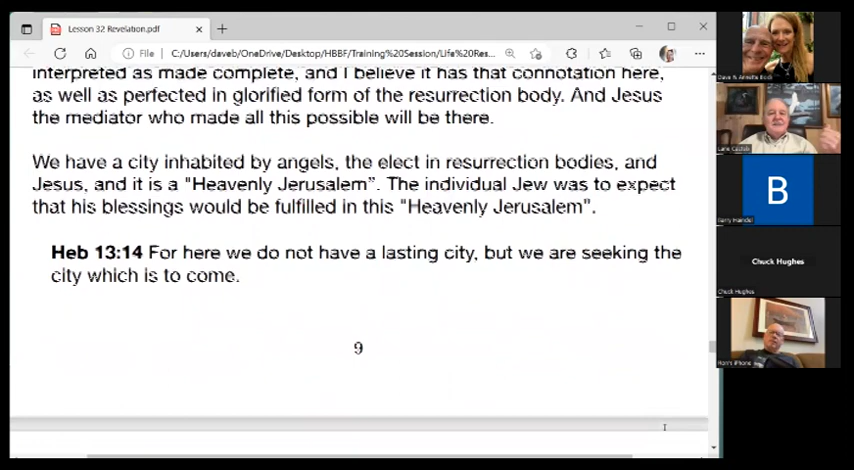 Lesson 32 Revelation.pdf
File
C:/Users/daveb/OneDrive/Desktop/HBBF/Training%20Session/Life%20Res...
interpreted as made complete, and I believe it has that connotation here,
as well as perfected in glorified form of the resurrection body. And Jesus
the mediator who made all this possible will be there.
We have a city inhabited by angels, the elect in resurrection bodies, and
Jesus, and it is a "Heavenly Jerusalem". The individual Jew was to expect
that his blessings would be fulfilled in this "Heavenly Jerusalem".
Heb 13:14 For here we do not have a lasting city, but we are seeking the
city which is to come.
9
B
Chuck Hughes
Chuck Hughes
Ron's iPhone